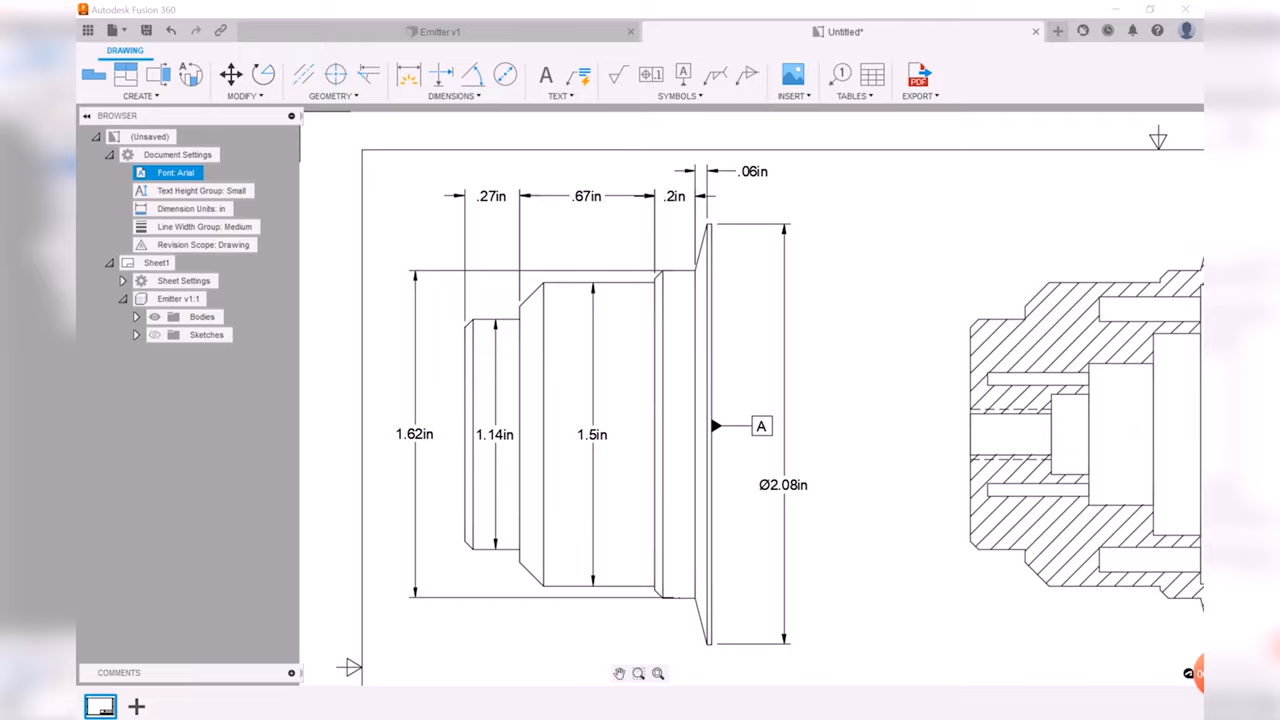 Autodesk Fusion 360
Emitter v1
Untitled*
DRAWING
CREATE
MODIFY
GEOMETRY
DIMENSIONS
TEXT
SYMBOLS
INSERT
TABLES
EXPORT
PDF
BROWSER
(Unsaved)
Document Settings
Font: Arial
Text Height Group: Small
Dimension Units: in
Line Width Group: Medium
Revision Scope: Drawing
Sheet1
Sheet Settings
Emitter v1:1
Bodies
Sketches
.06in
.27in
.67in
.2in
1.62in
1.14in
1.5in
A
Ø2.08in
COMMENTS